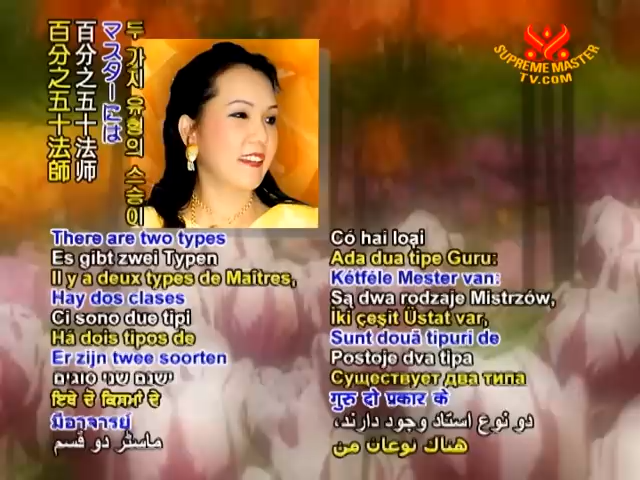 百分之五十法師
百分之五十法师
マスターには
두 가지 유형의 스승이
SUPREME MASTER
TV.COM
There are two types
Es gibt zwei Typen
Il y a deux types de Maîtres,
Hay dos clases
Ci sono due tipi
Há dois tipos de
Er zijn twee soorten
ישנם שני סוגים
ਇਥੇ ਦੋ ਕਿਸਮਾਂ ਦੇ
มีอาจารย์
ماسٹر دو قسم
Có hai loại
Ada dua tipe Guru:
Kétféle Mester van:
Są dwa rodzaje Mistrzów,
İki çeşit Üstat var,
Sunt două tipuri de
Postoje dva tipa
Существует два типа
गुरु दो प्रकार के
دو نوع استاد وجود دارند،
هناك نوعان من